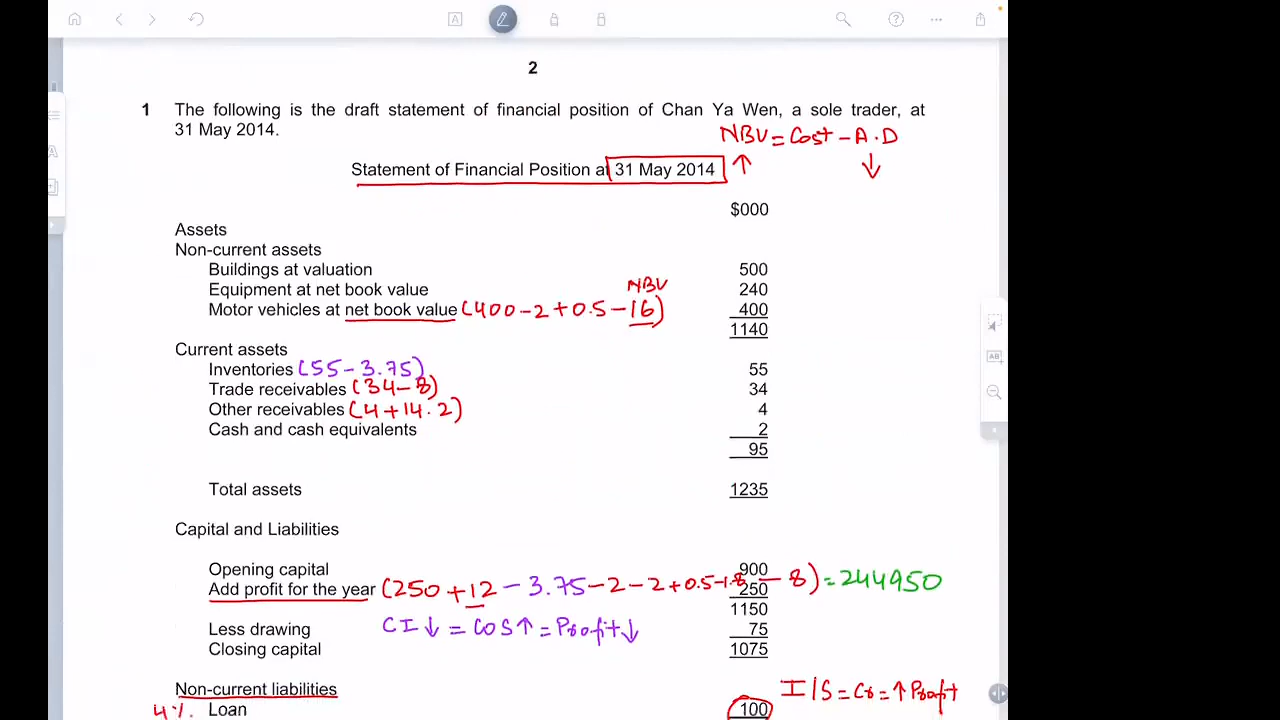 2
1 The following is the draft statement of financial position of Chan Ya Wen, a sole trader, at
31 May 2014.
NBV = Cost - A.D
Statement of Financial Position at 31 May 2014 ↑ ↓
$000
Assets
Non-current assets
Buildings at valuation 500
NBV
Equipment at net book value 240
Motor vehicles at net book value (400-2+0.5-16) 400
1140
Current assets
Inventories (55-3.75) 55
Trade receivables (34-8) 34
Other receivables (4+14.2) 4
Cash and cash equivalents 2
95
Total assets 1235
Capital and Liabilities
Opening capital 900
Add profit for the year (250+12-3.75-2-2+0.5-1.8-8) = 244950 250
1150
CI↓ = COS↑ = Profit↓
Less drawing 75
Closing capital 1075
Non-current liabilities I/S = Cr = ↑ Profit
4% Loan 100